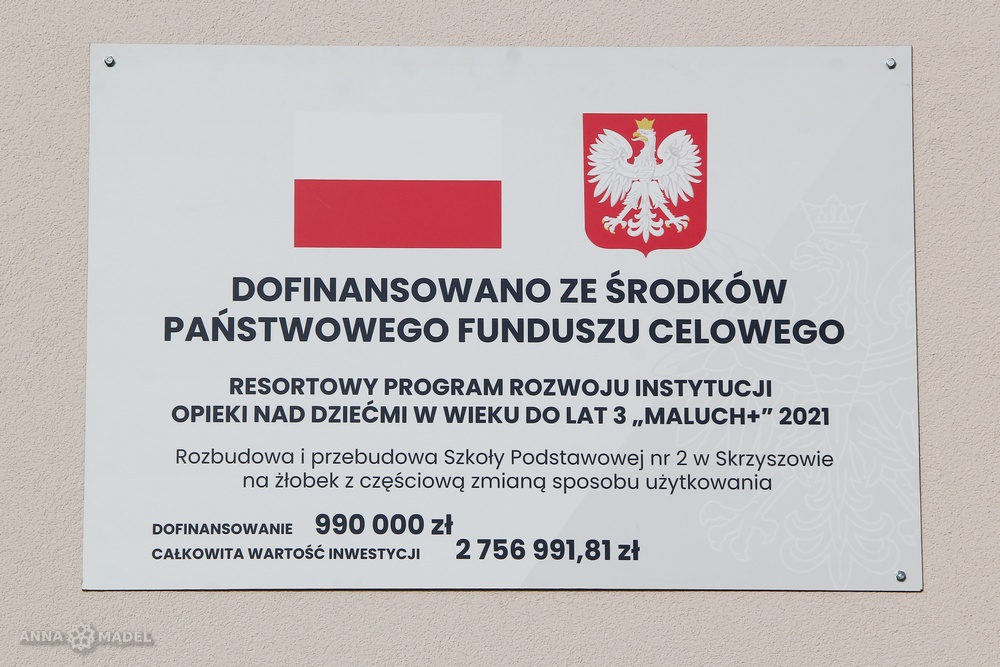 DOFINANSOWANO ZE ŚRODKÓW
PAŃSTWOWEGO FUNDUSZU CELOWEGO
RESORTOWY PROGRAM ROZWOJU INSTYTUCJI
OPIEKI NAD DZIEĆMI W WIEKU DO LAT 3 „MALUCH+” 2021
Rozbudowa i przebudowa Szkoły Podstawowej nr 2 w Skrzyszowie
na żłobek z częściową zmianą sposobu użytkowania
DOFINANSOWANIE 990 000 zł
CAŁKOWITA WARTOŚĆ INWESTYCJI 2 756 991,81 zł
ANNA MADEL